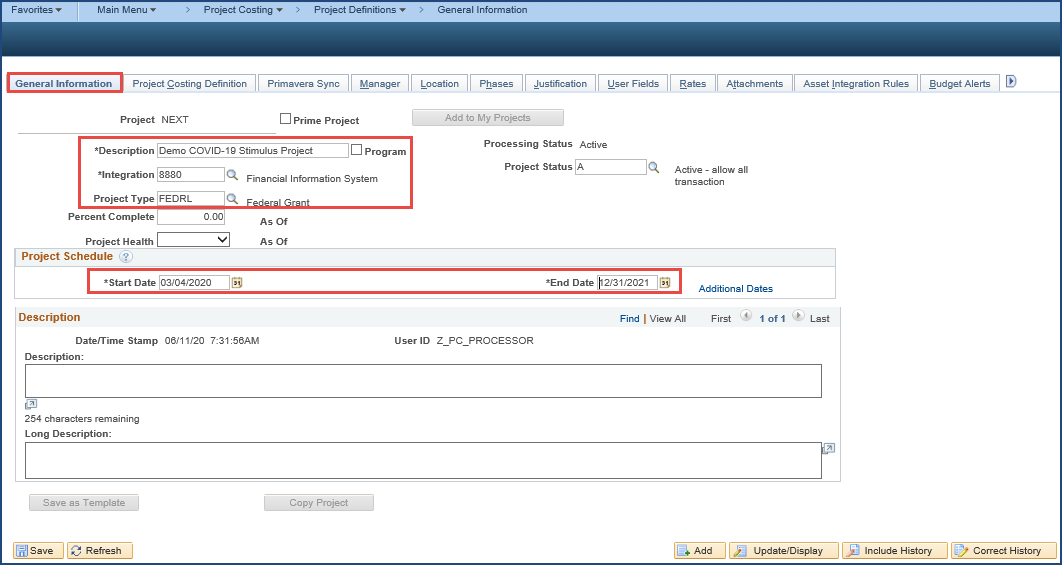 Favorites Main Menu > Project Costing > Project Definitions > General Information
General Information Project Costing Definition Primavera Sync Manager Location Phases Justification User Fields Rates Attachments Asset Integration Rules Budget Alerts
Project NEXT Prime Project Add to My Projects
Processing Status Active
*Description Demo COVID-19 Stimulus Project Program
Project Status A Active - allow all
transaction
*Integration 8880 Financial Information System
Project Type FEDRL Federal Grant
Percent Complete 0.00 As Of
Project Health As Of
Project Schedule ?
*Start Date 03/04/2020 31 *End Date 12/31/2021 31 Additional Dates
Description Find | View All First 1 of 1 Last
Date/Time Stamp 06/11/20 7:31:56AM User ID Z_PC_PROCESSOR
Description:
254 characters remaining
Long Description:
Save as Template Copy Project
Save Refresh Add Update/Display Include History Correct History